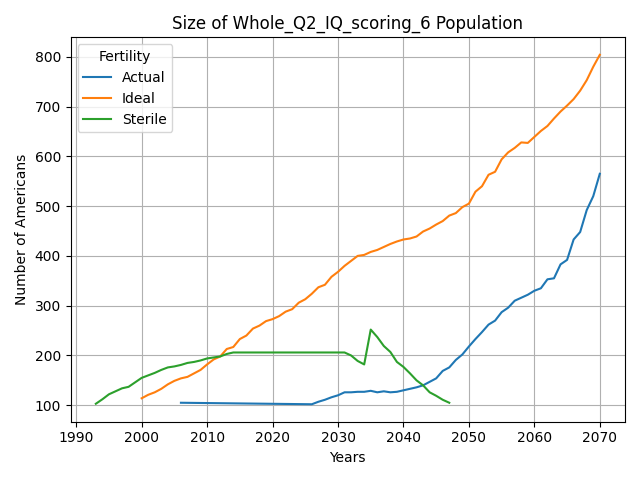 Size of Whole_Q2_IQ_scoring_6 Population
Fertility
Actual
Ideal
Sterile
Number of Americans
800
700
600
500
400
300
200
100
1990 2000 2010 2020 2030 2040 2050 2060 2070
Years